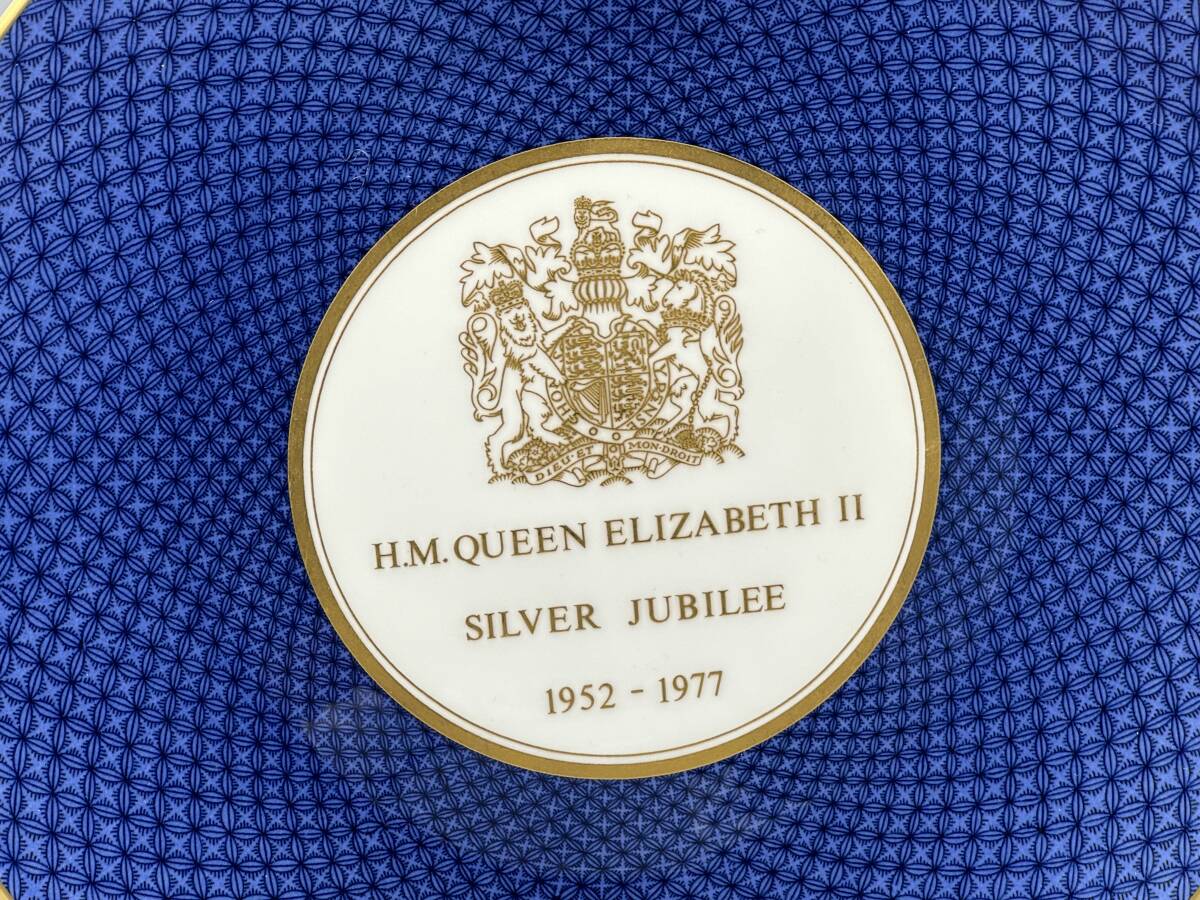 DIEU·ET MON·DROIT
H.M.QUEEN ELIZABETH II
SILVER JUBILEE
1952 - 1977